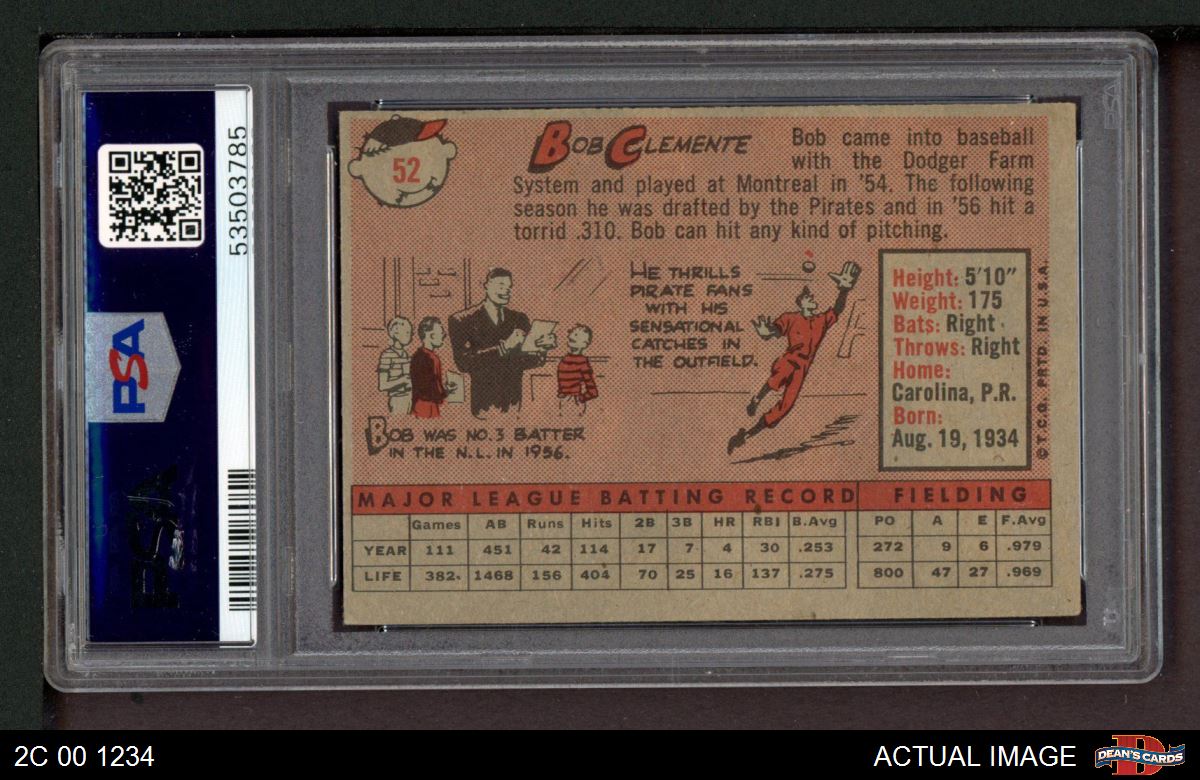 53503785
PSA
PSA
PSA
52
BOB CLEMENTE
Bob came into baseball
with the Dodger Farm
System and played at Montreal in '54. The following
season he was drafted by the Pirates and in '56 hit a
torrid .310. Bob can hit any kind of pitching.
BOB WAS NO. 3 BATTER
IN THE N.L. IN 1956.
HE THRILLS
PIRATE FANS
WITH HIS
SENSATIONAL
CATCHES IN
THE OUTFIELD.
Height: 5'10"
Weight: 175
Bats: Right
Throws: Right
Home:
Carolina, P.R.
Born:
Aug. 19, 1934
© T.C.G. PRTD. IN U.S.A.
MAJOR LEAGUE BATTING RECORD FIELDING
Games AB Runs Hits 2B 3B HR RBI B.Avg PO A E F.Avg
YEAR 111 451 42 114 17 7 4 30 .253 272 9 6 .979
LIFE 382 1468 156 404 70 25 16 137 .275 800 47 27 .969
2C 00 1234
ACTUAL IMAGE
DEAN'S CARDS